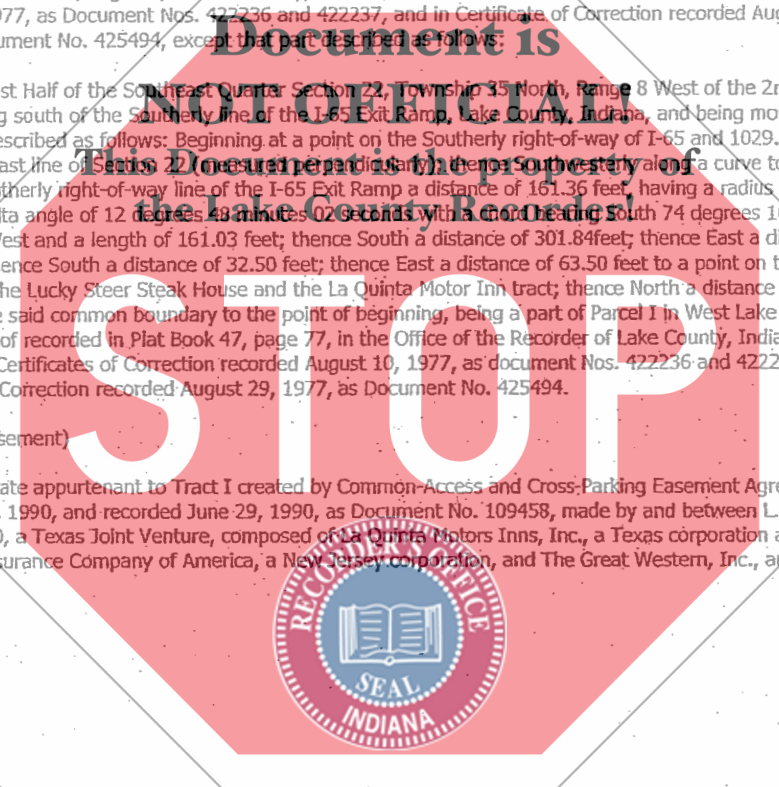 977, as Document Nos. 422236 and 422237, and in Certificate of Correction recorded Aug
ument No. 425494, except that part described as follows:
Document is
st Half of the Southeast Quarter Section 22, Township 35 North, Range 8 West of the 2n
NOT OFFICIAL!
g south of the Southerly line of the I-65 Exit Ramp, Lake County, Indiana, and being mo
escribed as follows: Beginning at a point on the Southerly right-of-way of I-65 and 1029.
ast line of Section 22 (measured perpendicularly); thence Southwesterly along a curve to
This Document is the property of
therly right-of-way line of the I-65 Exit Ramp a distance of 161.36 feet, having a radius
lta angle of 12 degrees 48 minutes 02 seconds with a chord bearing South 74 degrees 1
the Lake County Recorder!
West and a length of 161.03 feet; thence South a distance of 301.84feet; thence East a di
ence South a distance of 32.50 feet; thence East a distance of 63.50 feet to a point on t
he Lucky Steer Steak House and the La Quinta Motor Inn tract; thence North a distance
e said common boundary to the point of beginning, being a part of Parcel I in West Lake
of recorded in Plat Book 47, page 77, in the Office of the Recorder of Lake County, India
Certificates of Correction recorded August 10, 1977, as document Nos. 422236 and 4222
Correction recorded August 29, 1977, as Document No. 425494.
STOP
sement)
ate appurtenant to Tract I created by Common-Access and Cross-Parking Easement Agre
, 1990, and recorded June 29, 1990, as Document No. 109458, made by and between L.
), a Texas Joint Venture, composed of La Quinta Motors Inns, Inc., a Texas corporation a
surance Company of America, a New Jersey corporation, and The Great Western, Inc., a
RECORDER'S OFFICE
SEAL
INDIANA